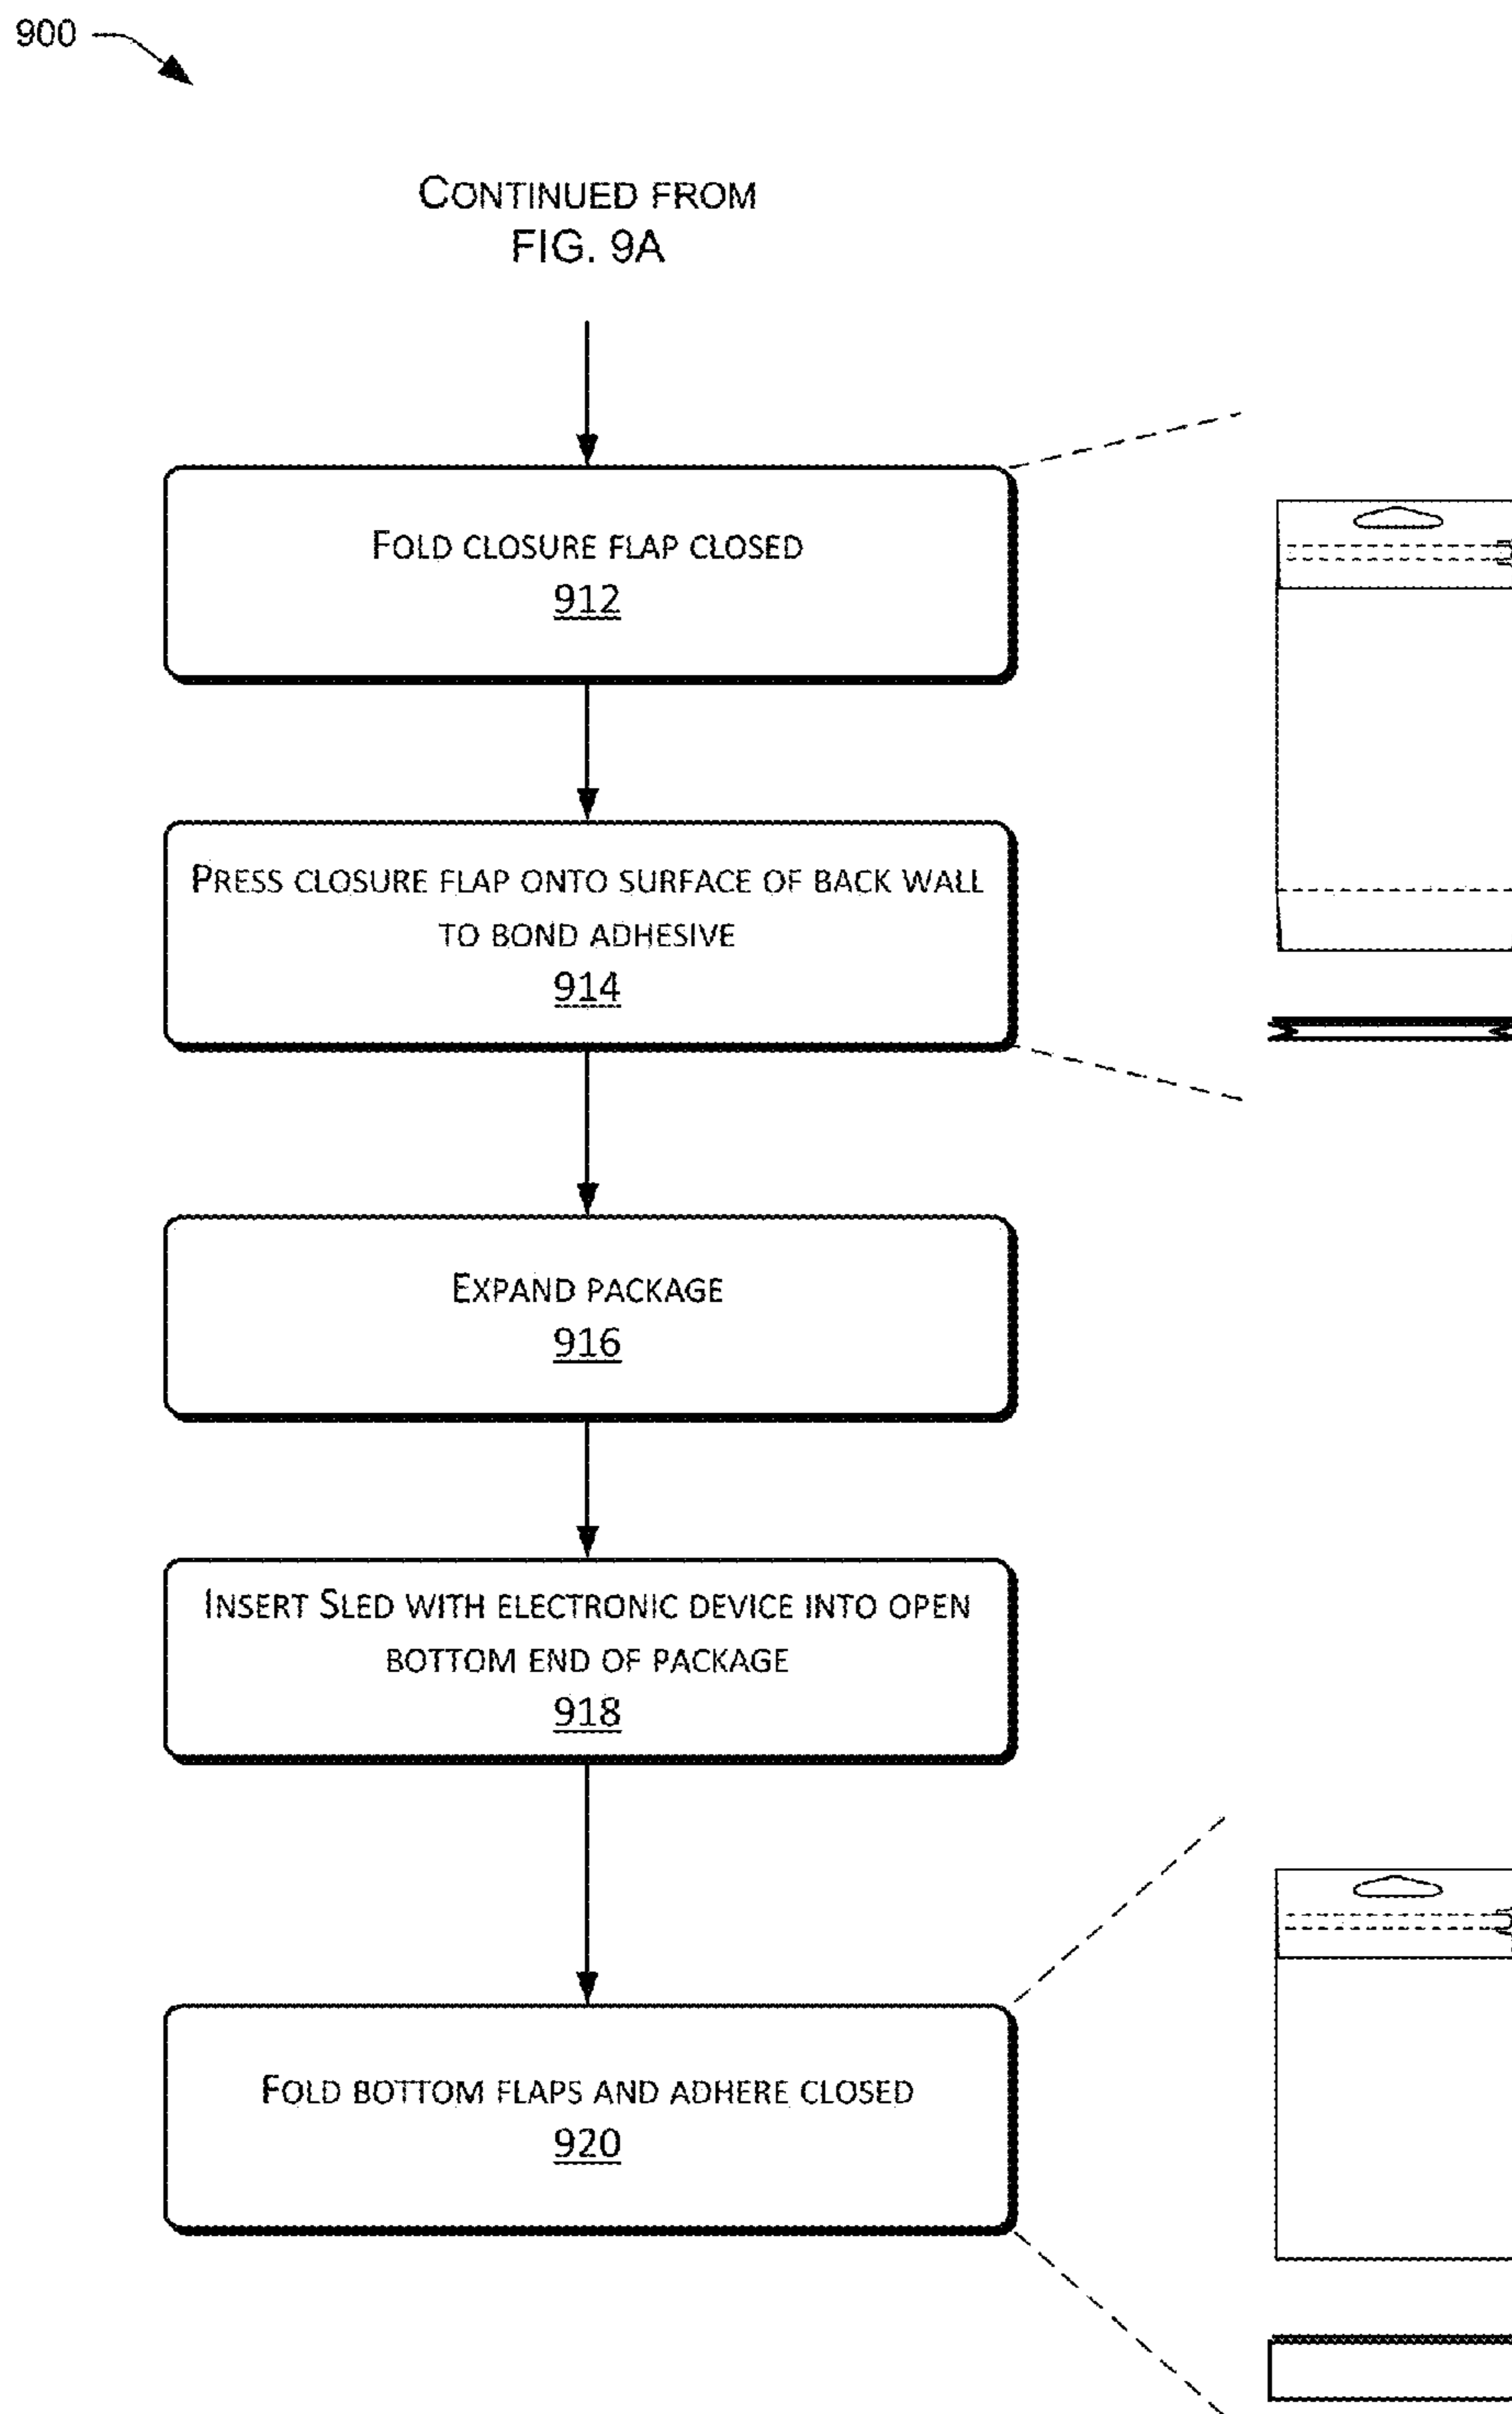 900
CONTINUED FROM
FIG. 9A
FOLD CLOSURE FLAP CLOSED
912
PRESS CLOSURE FLAP ONTO SURFACE OF BACK WALL
TO BOND ADHESIVE
914
EXPAND PACKAGE
916
INSERT SLED WITH ELECTRONIC DEVICE INTO OPEN
BOTTOM END OF PACKAGE
918
FOLD BOTTOM FLAPS AND ADHERE CLOSED
920